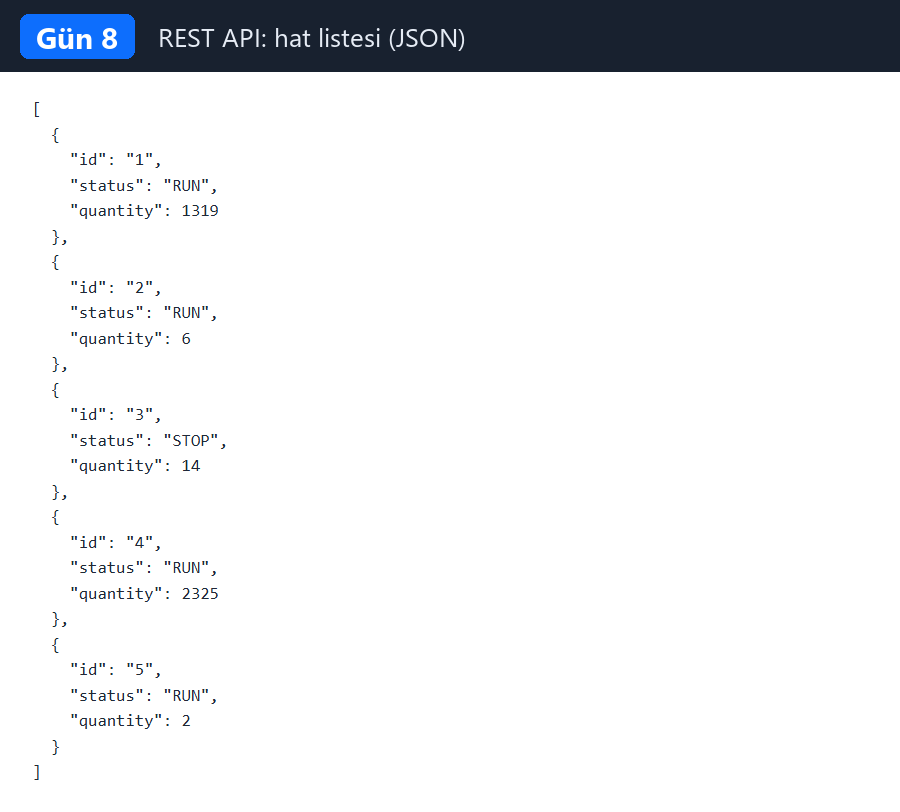 Gün 8 REST API: hat listesi (JSON)
[
  {
    "id": "1",
    "status": "RUN",
    "quantity": 1319
  },
  {
    "id": "2",
    "status": "RUN",
    "quantity": 6
  },
  {
    "id": "3",
    "status": "STOP",
    "quantity": 14
  },
  {
    "id": "4",
    "status": "RUN",
    "quantity": 2325
  },
  {
    "id": "5",
    "status": "RUN",
    "quantity": 2
  }
]